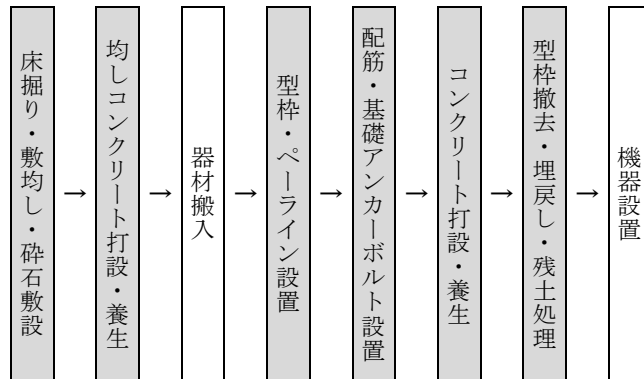 床掘り・敷均し・砕石敷設
→
均しコンクリート打設・養生
→
器材搬入
→
型枠・ペーライン設置
→
配筋・基礎アンカーボルト設置
→
コンクリート打設・養生
→
型枠撤去・埋戻し・残土処理
→
機器設置